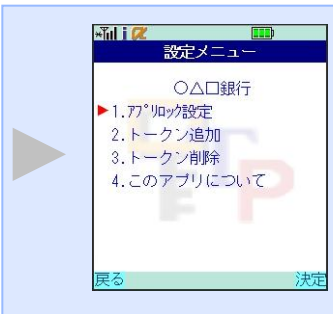 設定メニュー
○△□銀行
1.ｱﾌﾟﾘﾛｯｸ設定
2.トークン追加
3.トークン削除
4.このアプリについて
戻る 決定